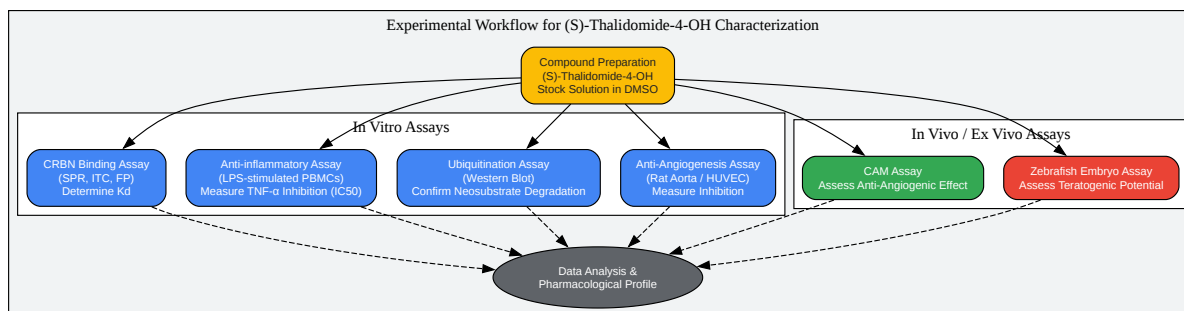 Experimental Workflow for (S)-Thalidomide-4-OH Characterization
Compound Preparation
(S)-Thalidomide-4-OH
Stock Solution in DMSO
In Vitro Assays
In Vivo / Ex Vivo Assays
CRBN Binding Assay
(SPR, ITC, FP)
Determine Kd
Anti-inflammatory Assay
(LPS-stimulated PBMCs)
Measure TNF-α Inhibition (IC50)
Ubiquitination Assay
(Western Blot)
Confirm Neosubstrate Degradation
Anti-Angiogenesis Assay
(Rat Aorta / HUVEC)
Measure Inhibition
CAM Assay
Assess Anti-Angiogenic Effect
Zebrafish Embryo Assay
Assess Teratogenic Potential
Data Analysis &
Pharmacological Profile